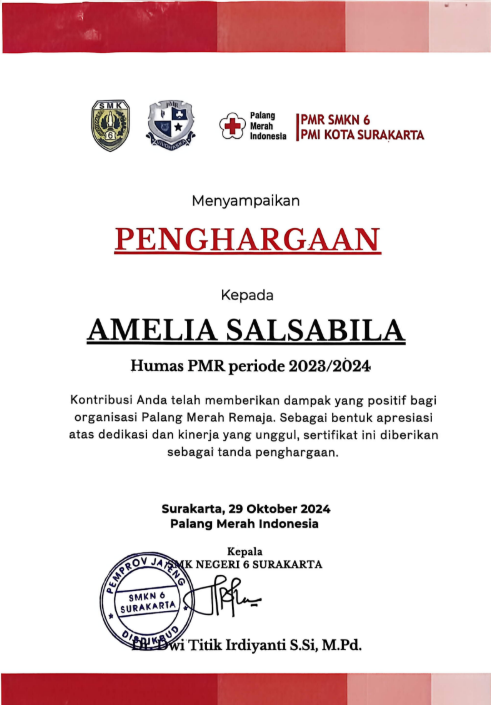 SMK
PMR
Palang
Merah
Indonesia
PMR SMKN 6
PMI KOTA SURAKARTA
Menyampaikan
PENGHARGAAN
Kepada
AMELIA SALSABILA
Humas PMR periode 2023/2024
Kontribusi Anda telah memberikan dampak yang positif bagi
organisasi Palang Merah Remaja. Sebagai bentuk apresiasi
atas dedikasi dan kinerja yang unggul, sertifikat ini diberikan
sebagai tanda penghargaan.
Surakarta, 29 Oktober 2024
Palang Merah Indonesia
Kepala
SMK NEGERI 6 SURAKARTA
PEMPROV JATENG
SMKN 6
SURAKARTA
DISDIKBUD
Dr. Dwi Titik Irdiyanti S.Si, M.Pd.